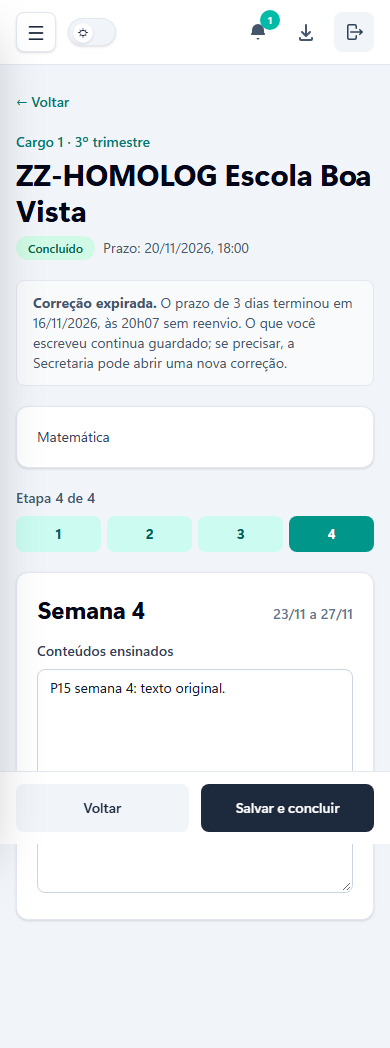 1
← Voltar
Cargo 1 · 3º trimestre
ZZ-HOMOLOG Escola Boa
Vista
Concluído
Prazo: 20/11/2026, 18:00
Correção expirada. O prazo de 3 dias terminou em
16/11/2026, às 20h07 sem reenvio. O que você
escreveu continua guardado; se precisar, a
Secretaria pode abrir uma nova correção.
Matemática
Etapa 4 de 4
1 2 3 4
Semana 4
23/11 a 27/11
Conteúdos ensinados
P15 semana 4: texto original.
Voltar
Salvar e concluir